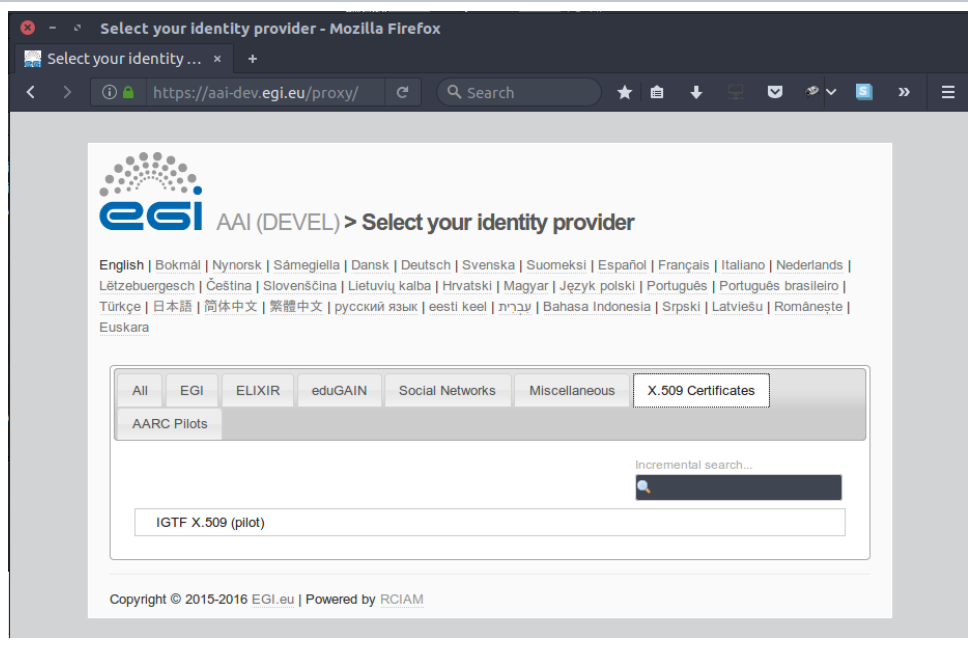 Select your identity provider - Mozilla Firefox
Select your identity … × +
https://aai-dev.egi.eu/proxy/ Search
egi AAI (DEVEL) > Select your identity provider
English | Bokmål | Nynorsk | Sámegiella | Dansk | Deutsch | Svenska | Suomeksi | Español | Français | Italiano | Nederlands |
Lëtzebuergesch | Čeština | Slovenščina | Lietuvių kalba | Hrvatski | Magyar | Język polski | Português | Português brasileiro |
Türkçe | 日本語 | 简体中文 | 繁體中文 | русский язык | eesti keel | עִבְרִית | Bahasa Indonesia | Srpski | Latviešu | Românește |
Euskara
All EGI ELIXIR eduGAIN Social Networks Miscellaneous X.509 Certificates
AARC Pilots
Incremental search...
IGTF X.509 (pilot)
Copyright © 2015-2016 EGI.eu | Powered by RCIAM